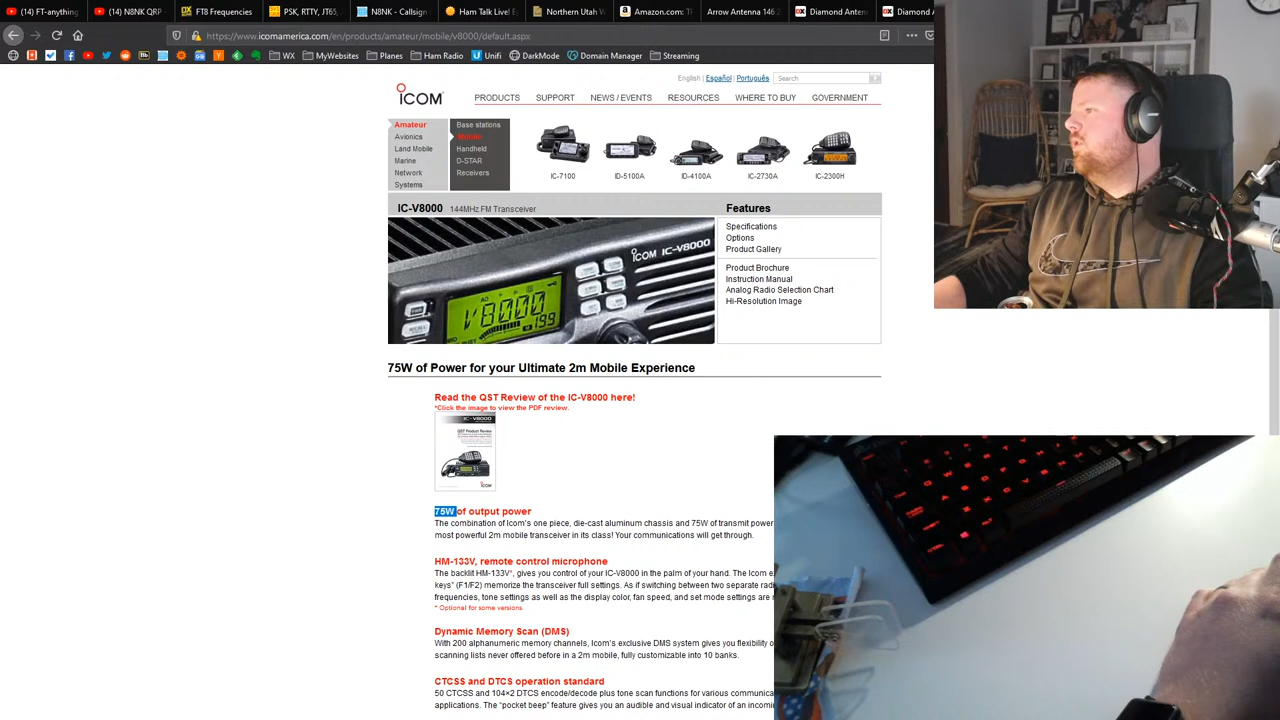 (14) FT-anything
(14) N8NK QRP -
FT8 Frequencies
PSK, RTTY, JT65,
N8NK - Callsign
Ham Talk Live! E
Northern Utah W
Amazon.com: T
Arrow Antenna 146 2
Diamond Anten
Diamond Antenn
https://www.icomamerica.com/en/products/amateur/mobile/v8000/default.aspx
WX
MyWebsites
Planes
Ham Radio
Unifi
DarkMode
Domain Manager
Streaming
English | Español | Português
Search
ICOM
PRODUCTS SUPPORT NEWS / EVENTS RESOURCES WHERE TO BUY GOVERNMENT
Amateur
Avionics
Land Mobile
Marine
Network
Systems
Base stations
Mobile
Handheld
D-STAR
Receivers
IC-7100 ID-5100A ID-4100A IC-2730A IC-2300H
IC-V8000 144MHz FM Transceiver
Features
ICOM IC-V8000
V8000
199
Specifications
Options
Product Gallery
Product Brochure
Instruction Manual
Analog Radio Selection Chart
Hi-Resolution Image
75W of Power for your Ultimate 2m Mobile Experience
Read the QST Review of the IC-V8000 here!
*Click the image to view the PDF review.
IC-V8000
QST Product Review
ICOM
75W of output power
The combination of Icom's one piece, die-cast aluminum chassis and 75W of transmit power
most powerful 2m mobile transceiver in its class! Your communications will get through.
HM-133V, remote control microphone
The backlit HM-133V*, gives you control of your IC-V8000 in the palm of your hand. The Icom e
keys" (F1/F2) memorize the transceiver full settings. As if switching between two separate radi
frequencies, tone settings as well as the display color, fan speed, and set mode settings are
* Optional for some versions.
Dynamic Memory Scan (DMS)
With 200 alphanumeric memory channels, Icom's exclusive DMS system gives you flexibility o
scanning lists never offered before in a 2m mobile, fully customizable into 10 banks.
CTCSS and DTCS operation standard
50 CTCSS and 104×2 DTCS encode/decode plus tone scan functions for various communica
applications. The "pocket beep" feature gives you an audible and visual indicator of an incomin